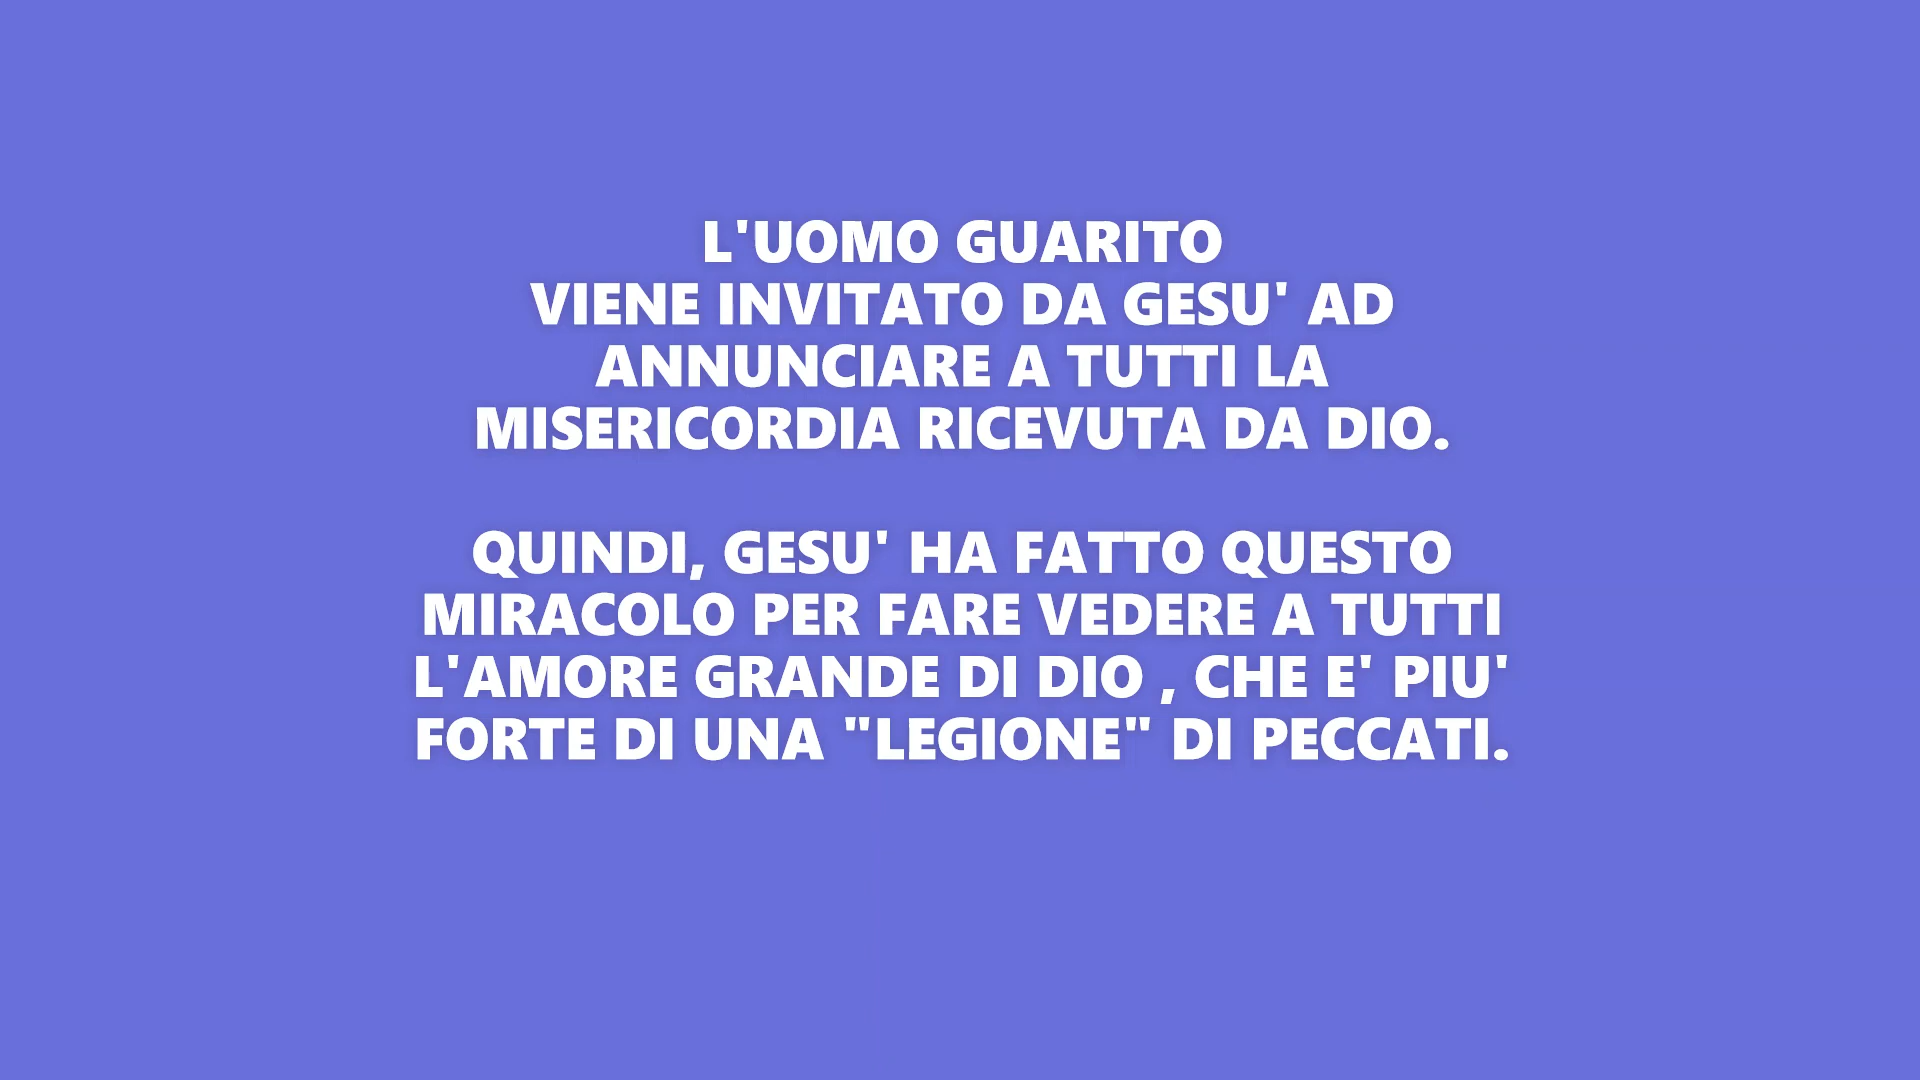 L'UOMO GUARITO
VIENE INVITATO DA GESU' AD
ANNUNCIARE A TUTTI LA
MISERICORDIA RICEVUTA DA DIO.
QUINDI, GESU' HA FATTO QUESTO
MIRACOLO PER FARE VEDERE A TUTTI
L'AMORE GRANDE DI DIO , CHE E' PIU'
FORTE DI UNA "LEGIONE" DI PECCATI.